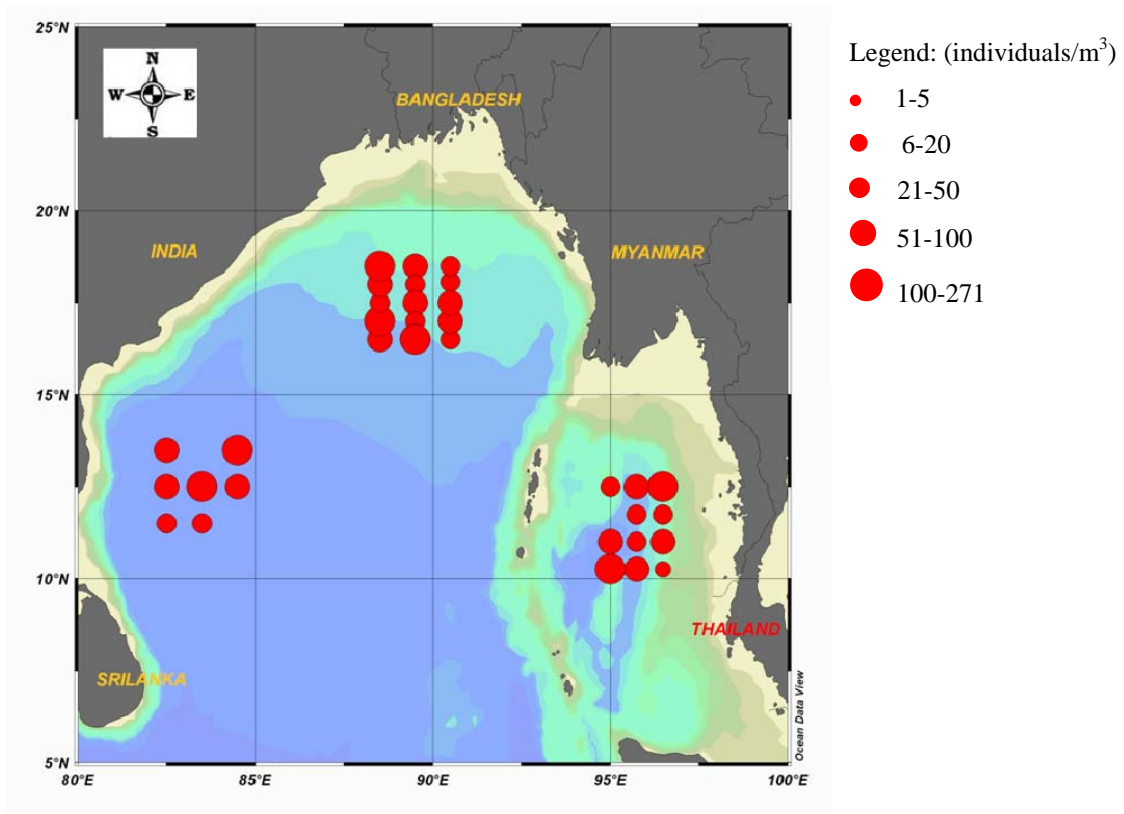 25°N
N
W E
S
BANGLADESH
20°N
INDIA
MYANMAR
15°N
10°N
THAILAND
SRILANKA
Ocean Data View
5°N
80°E 85°E 90°E 95°E 100°E
Legend: (individuals/m³)
1-5
6-20
21-50
51-100
100-271